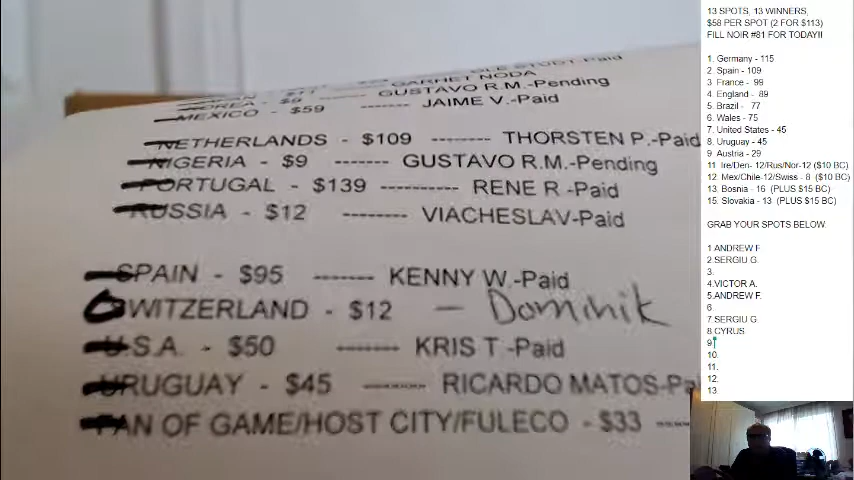 GUSTAVO R.M.-Pending
MEXICO - $59 ------- JAIME V.-Paid
NETHERLANDS - $109 -------- THORSTEN P.-Paid
NIGERIA - $9 ------- GUSTAVO R.M.-Pending
PORTUGAL - $139 ---------- RENE R -Paid
RUSSIA - $12 -------- VIACHESLAV-Paid
SPAIN - $95 ------- KENNY W.-Paid
SWITZERLAND - $12 — Dominik
U.S.A. - $50 -------- KRIS T -Paid
URUGUAY - $45 ------- RICARDO MATOS-Pa
FAN OF GAME/HOST CITY/FULECO - $33 ----
13 SPOTS, 13 WINNERS,
$58 PER SPOT (2 FOR $113)
FILL NOIR #81 FOR TODAY!!
1. Germany - 115
2 Spain - 109
3 France - 99
4 England - 89
5. Brazil - 77
6. Wales - 75
7. United States - 45
8. Uruguay - 45
9 Austria - 29
11 Ire/Den- 12/Rus/Nor-12 ($10 BC)
12. Mex/Chile-12/Swiss - 8 ($10 BC)
13. Bosnia - 16 (PLUS $15 BC)
15. Slovakia - 13 (PLUS $15 BC)
GRAB YOUR SPOTS BELOW
1 ANDREW F
2 SERGIU G.
3.
4.VICTOR A.
5.ANDREW F.
6.
7 SERGIU G
8.CYRUS
9
10.
11.
12.
13.